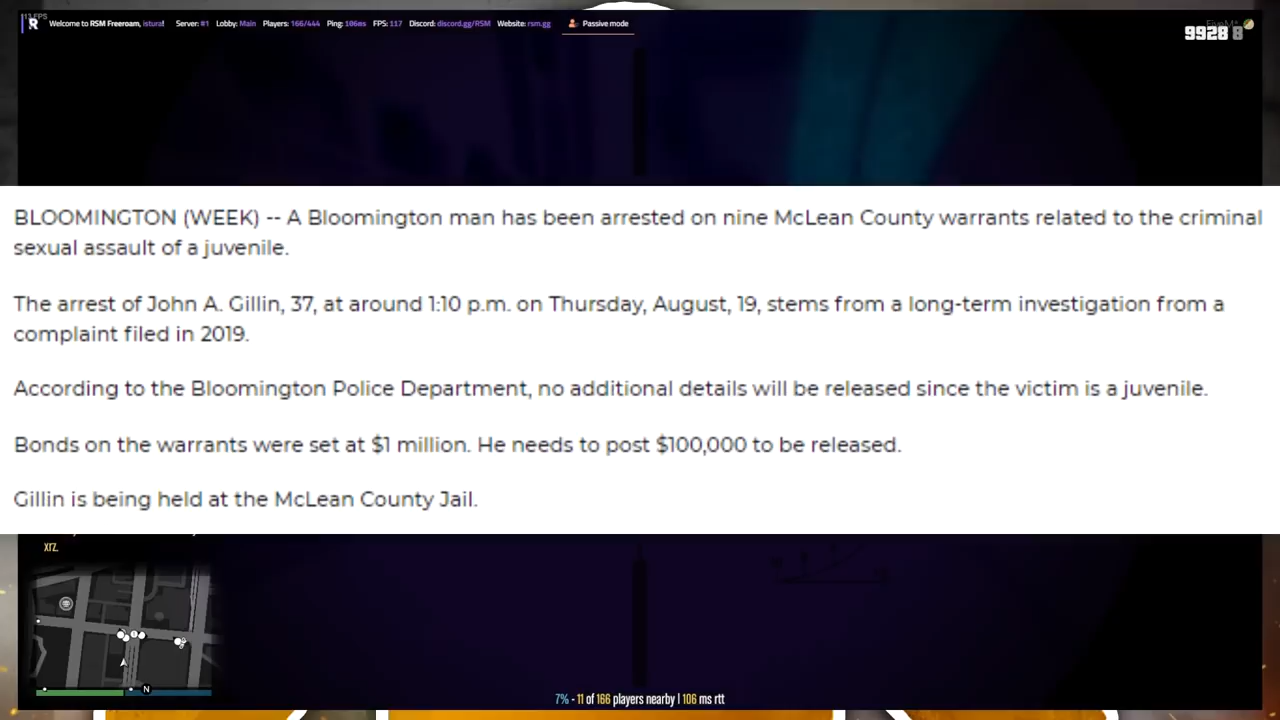 Welcome to RSM Freeroam, istura! Server: #1 Lobby: Main Players: 166/444 Ping: 106ms FPS: 117 Discord: discord.gg/RSM Website: rsm.gg Passive mode
9928 8
BLOOMINGTON (WEEK) -- A Bloomington man has been arrested on nine McLean County warrants related to the criminal
sexual assault of a juvenile.
The arrest of John A. Gillin, 37, at around 1:10 p.m. on Thursday, August, 19, stems from a long-term investigation from a
complaint filed in 2019.
According to the Bloomington Police Department, no additional details will be released since the victim is a juvenile.
Bonds on the warrants were set at $1 million. He needs to post $100,000 to be released.
Gillin is being held at the McLean County Jail.
xrz.
N
7% - 11 of 166 players nearby | 106 ms rtt